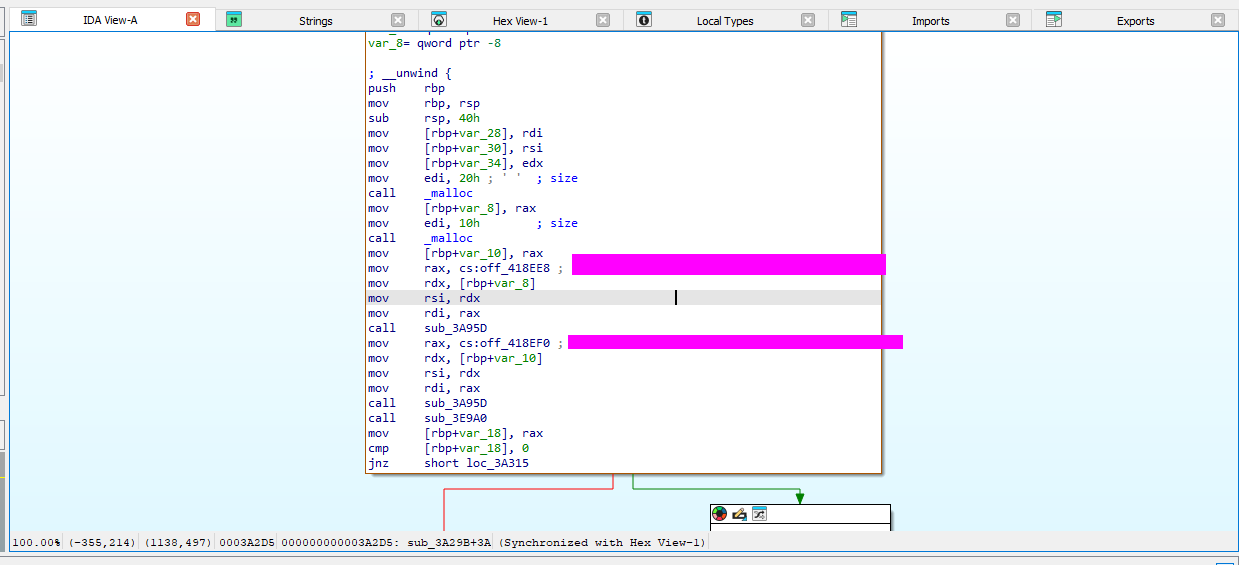 IDA View-A Strings Hex View-1 Local Types Imports Exports
var_8= qword ptr -8
; __unwind {
push rbp
mov rbp, rsp
sub rsp, 40h
mov [rbp+var_28], rdi
mov [rbp+var_30], rsi
mov [rbp+var_34], edx
mov edi, 20h ; ' ' ; size
call _malloc
mov [rbp+var_8], rax
mov edi, 10h ; size
call _malloc
mov [rbp+var_10], rax
mov rax, cs:off_418EE8 ;
mov rdx, [rbp+var_8]
mov rsi, rdx
mov rdi, rax
call sub_3A95D
mov rax, cs:off_418EF0 ;
mov rdx, [rbp+var_10]
mov rsi, rdx
mov rdi, rax
call sub_3A95D
call sub_3E9A0
mov [rbp+var_18], rax
cmp [rbp+var_18], 0
jnz short loc_3A315
100.00% (-355,214) (1138,497) 0003A2D5 000000000003A2D5: sub_3A29B+3A (Synchronized with Hex View-1)